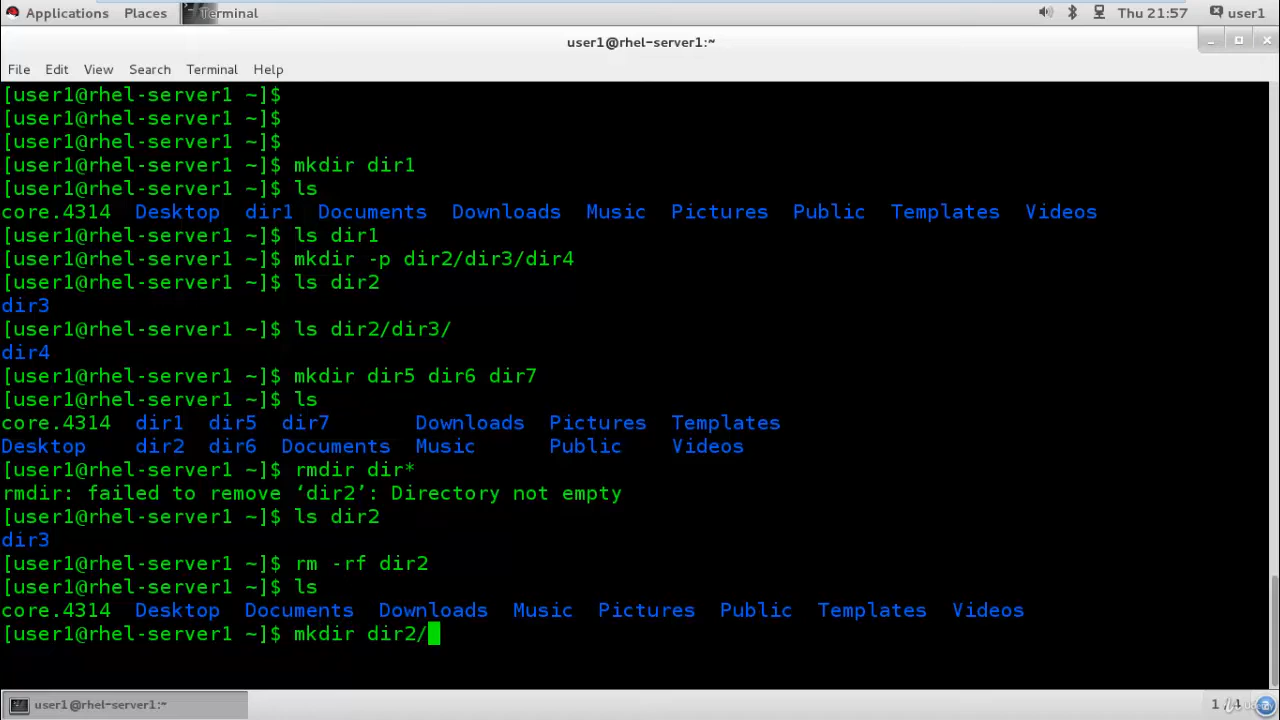 Applications Places Terminal Thu 21:57 user1
user1@rhel-server1:~
File Edit View Search Terminal Help
[user1@rhel-server1 ~]$
[user1@rhel-server1 ~]$
[user1@rhel-server1 ~]$
[user1@rhel-server1 ~]$ mkdir dir1
[user1@rhel-server1 ~]$ ls
core.4314 Desktop dir1 Documents Downloads Music Pictures Public Templates Videos
[user1@rhel-server1 ~]$ ls dir1
[user1@rhel-server1 ~]$ mkdir -p dir2/dir3/dir4
[user1@rhel-server1 ~]$ ls dir2
dir3
[user1@rhel-server1 ~]$ ls dir2/dir3/
dir4
[user1@rhel-server1 ~]$ mkdir dir5 dir6 dir7
[user1@rhel-server1 ~]$ ls
core.4314 dir1 dir5 dir7 Downloads Pictures Templates
Desktop dir2 dir6 Documents Music Public Videos
[user1@rhel-server1 ~]$ rmdir dir*
rmdir: failed to remove ‘dir2’: Directory not empty
[user1@rhel-server1 ~]$ ls dir2
dir3
[user1@rhel-server1 ~]$ rm -rf dir2
[user1@rhel-server1 ~]$ ls
core.4314 Desktop Documents Downloads Music Pictures Public Templates Videos
[user1@rhel-server1 ~]$ mkdir dir2/
user1@rhel-server1:~